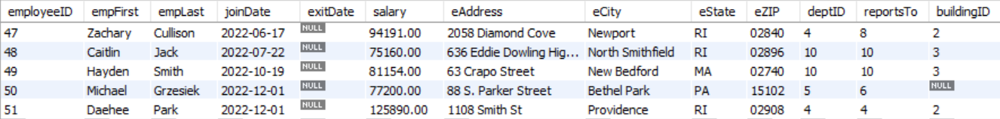 employeeID empFirst empLast joinDate exitDate salary eAddress eCity eState eZIP deptID reportsTo buildingID
47 Zachary Cullison 2022-06-17 NULL 94191.00 2058 Diamond Cove Newport RI 02840 4 8 2
48 Caitlin Jack 2022-07-22 NULL 75160.00 636 Eddie Dowling Hig... North Smithfield RI 02896 10 10 3
49 Hayden Smith 2022-10-19 NULL 81154.00 63 Crapo Street New Bedford MA 02740 10 10 3
50 Michael Grzesiek 2022-12-01 NULL 77200.00 88 S. Parker Street Bethel Park PA 15102 5 6 NULL
51 Daehee Park 2022-12-01 NULL 125890.00 1108 Smith St Providence RI 02908 4 4 2